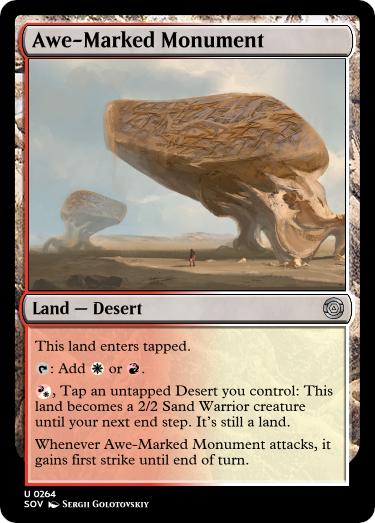 Awe-Marked Monument
Land — Desert
This land enters tapped.
: Add or .
, Tap an untapped Desert you control: This
land becomes a 2/2 Sand Warrior creature
until your next end step. It's still a land.
Whenever Awe-Marked Monument attacks, it
gains first strike until end of turn.
U 0264
SOV Sergii Golotovskiy